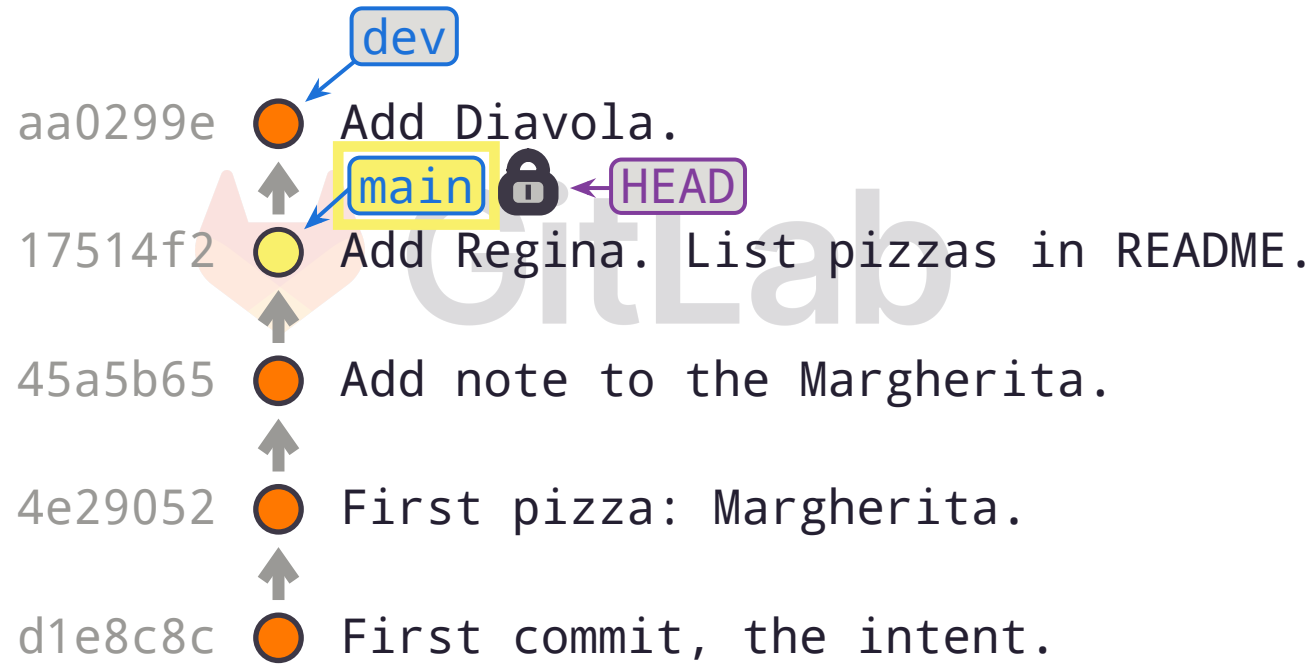 dev
aa0299e Add Diavola.
main HEAD
GitLab
17514f2 Add Regina. List pizzas in README.
45a5b65 Add note to the Margherita.
4e29052 First pizza: Margherita.
d1e8c8c First commit, the intent.